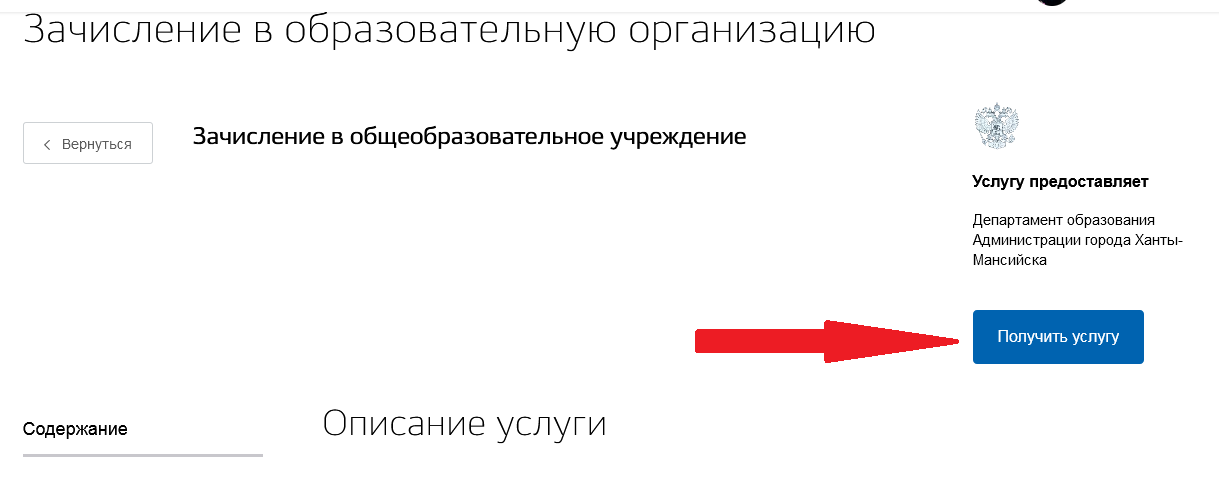 Зачисление в образовательную организацию
Вернуться
Зачисление в общеобразовательное учреждение
Услугу предоставляет
Департамент образования
Администрации города Ханты-
Мансийска
Получить услугу
Содержание
Описание услуги